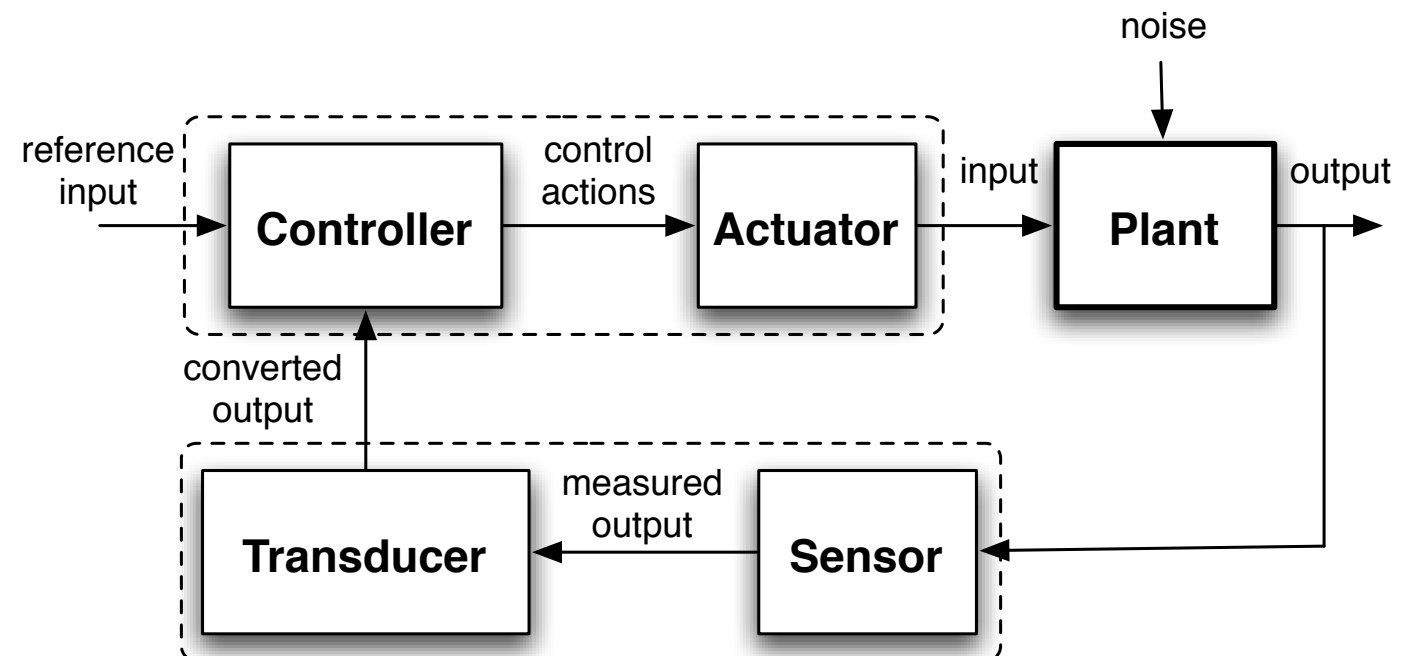 noise
reference
input
control
actions
input
output
Controller
Actuator
Plant
converted
output
measured
output
Transducer
Sensor